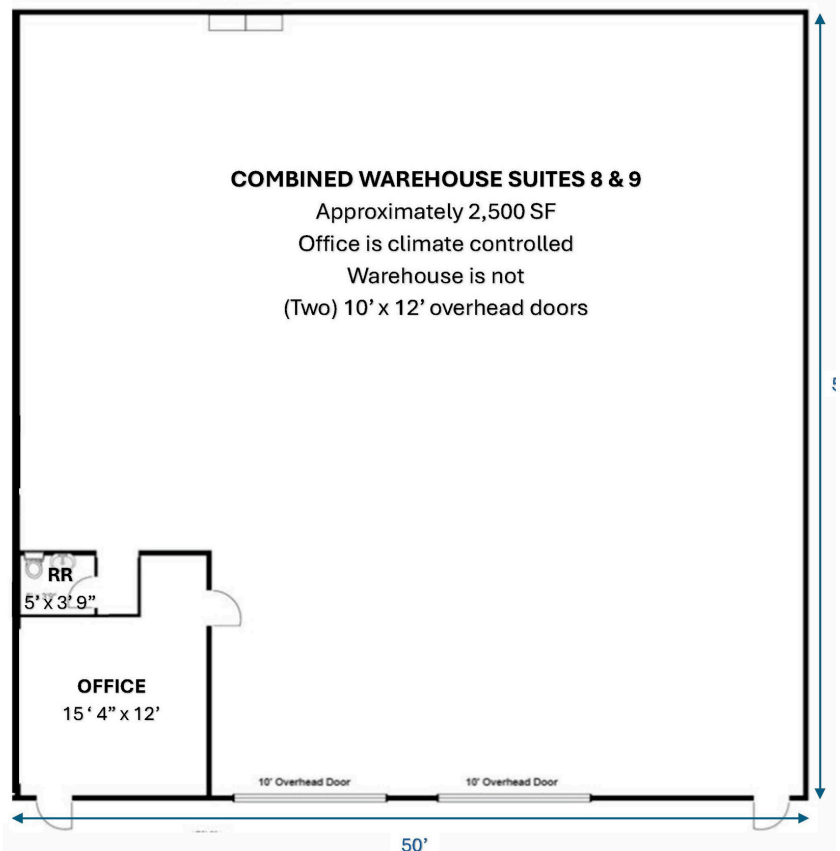 COMBINED WAREHOUSE SUITES 8 & 9
Approximately 2,500 SF
Office is climate controlled
Warehouse is not
(Two) 10’ x 12’ overhead doors
RR
5’ x 3’ 9”
OFFICE
15 ‘ 4” x 12’
10' Overhead Door
10' Overhead Door
50’